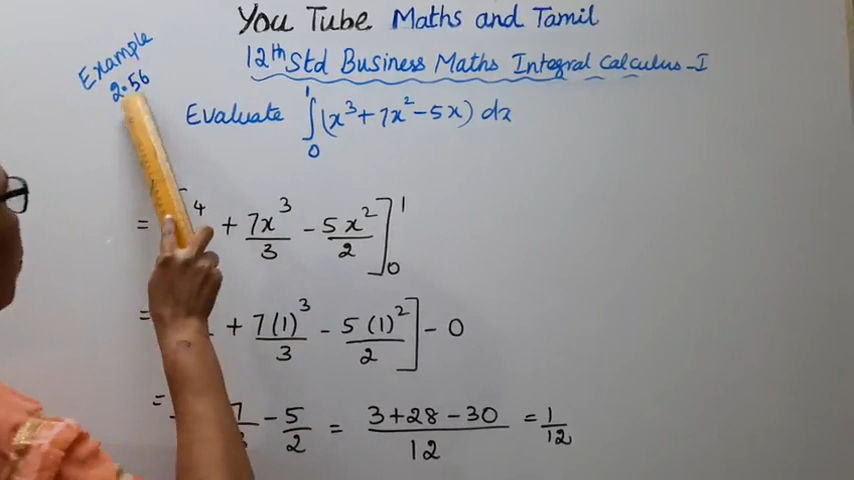 You Tube Maths and Tamil
Example 2.56
12th Std Business Maths Integral Calculus - I
Evaluate ∫₀¹ (x³ + 7x² - 5x) dx
= ⁴ + 7x³/3 - 5x²/2 ]₀¹
= + 7(1)³/3 - 5(1)²/2 ] - 0
= 7 - 5/2 = 3+28-30/12 = 1/12